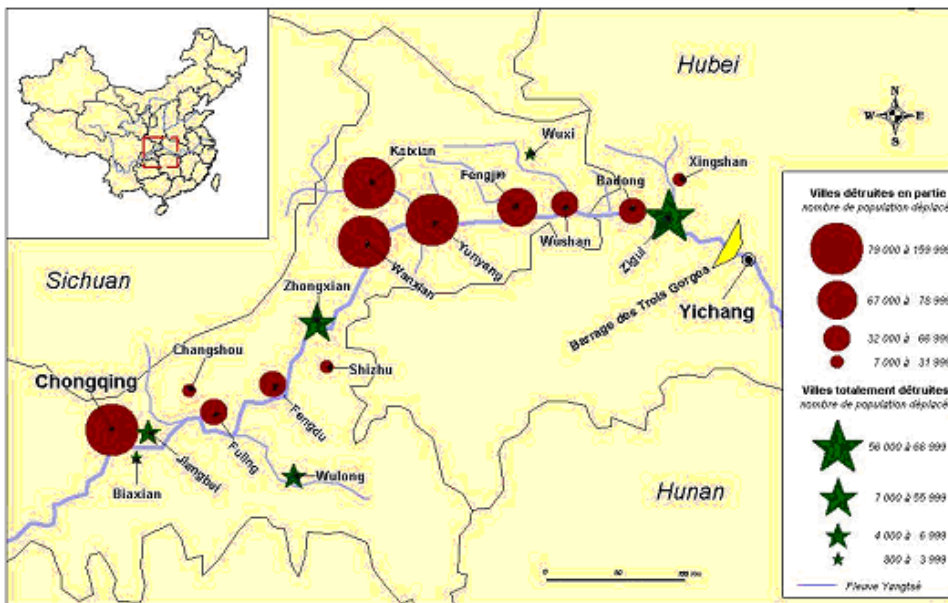 Hubei
N
W E
S
Wuxi
Xingshan
Kaixian
Fengjie
Badong
Wushan
Yunyang
Wanxian
Zigui
Sichuan
Zhongxian
Barrage des Trois Gorges
Yichang
Changshou
Shizhu
Chongqing
Fengdu
Fuling
Jiangbei
Wulong
Biaxian
Hunan
0
Villes détruites en partie
nombre de population déplacé
79 000 à 159 999
67 000 à 78 999
32 000 à 66 999
7 000 à 31 999
Villes totalement détruites
nombre de population déplacé
56 000 à 66 999
7 000 à 55 999
4 000 à 6 999
800 à 3 999
Fleuve Yangtsé